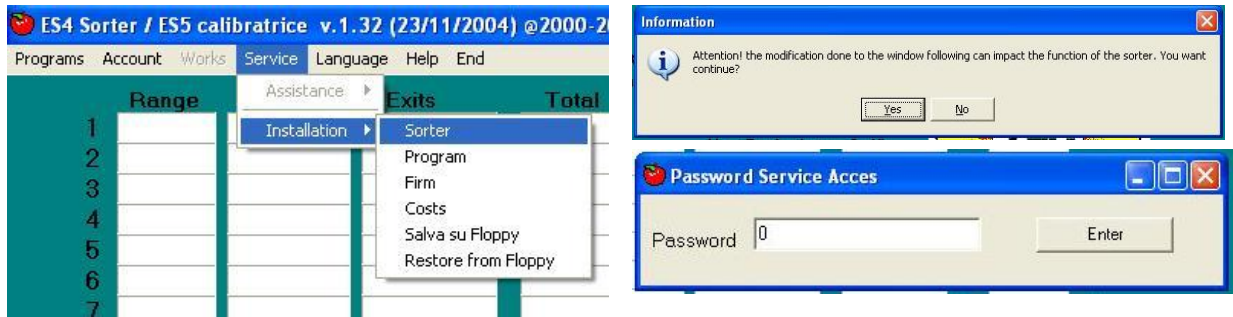 ES4 Sorter / ES5 calibratrice v.1.32 (23/11/2004) @2000-2
Programs Account Works Service Language Help End
Range Exits Total
Assistance
Installation
Sorter
Program
Firm
Costs
Salva su Floppy
Restore from Floppy
1
2
3
4
5
6
7
Information
Attention! the modification done to the window following can impact the function of the sorter. You want
continue?
Yes No
Password Service Acces
Password 0 Enter